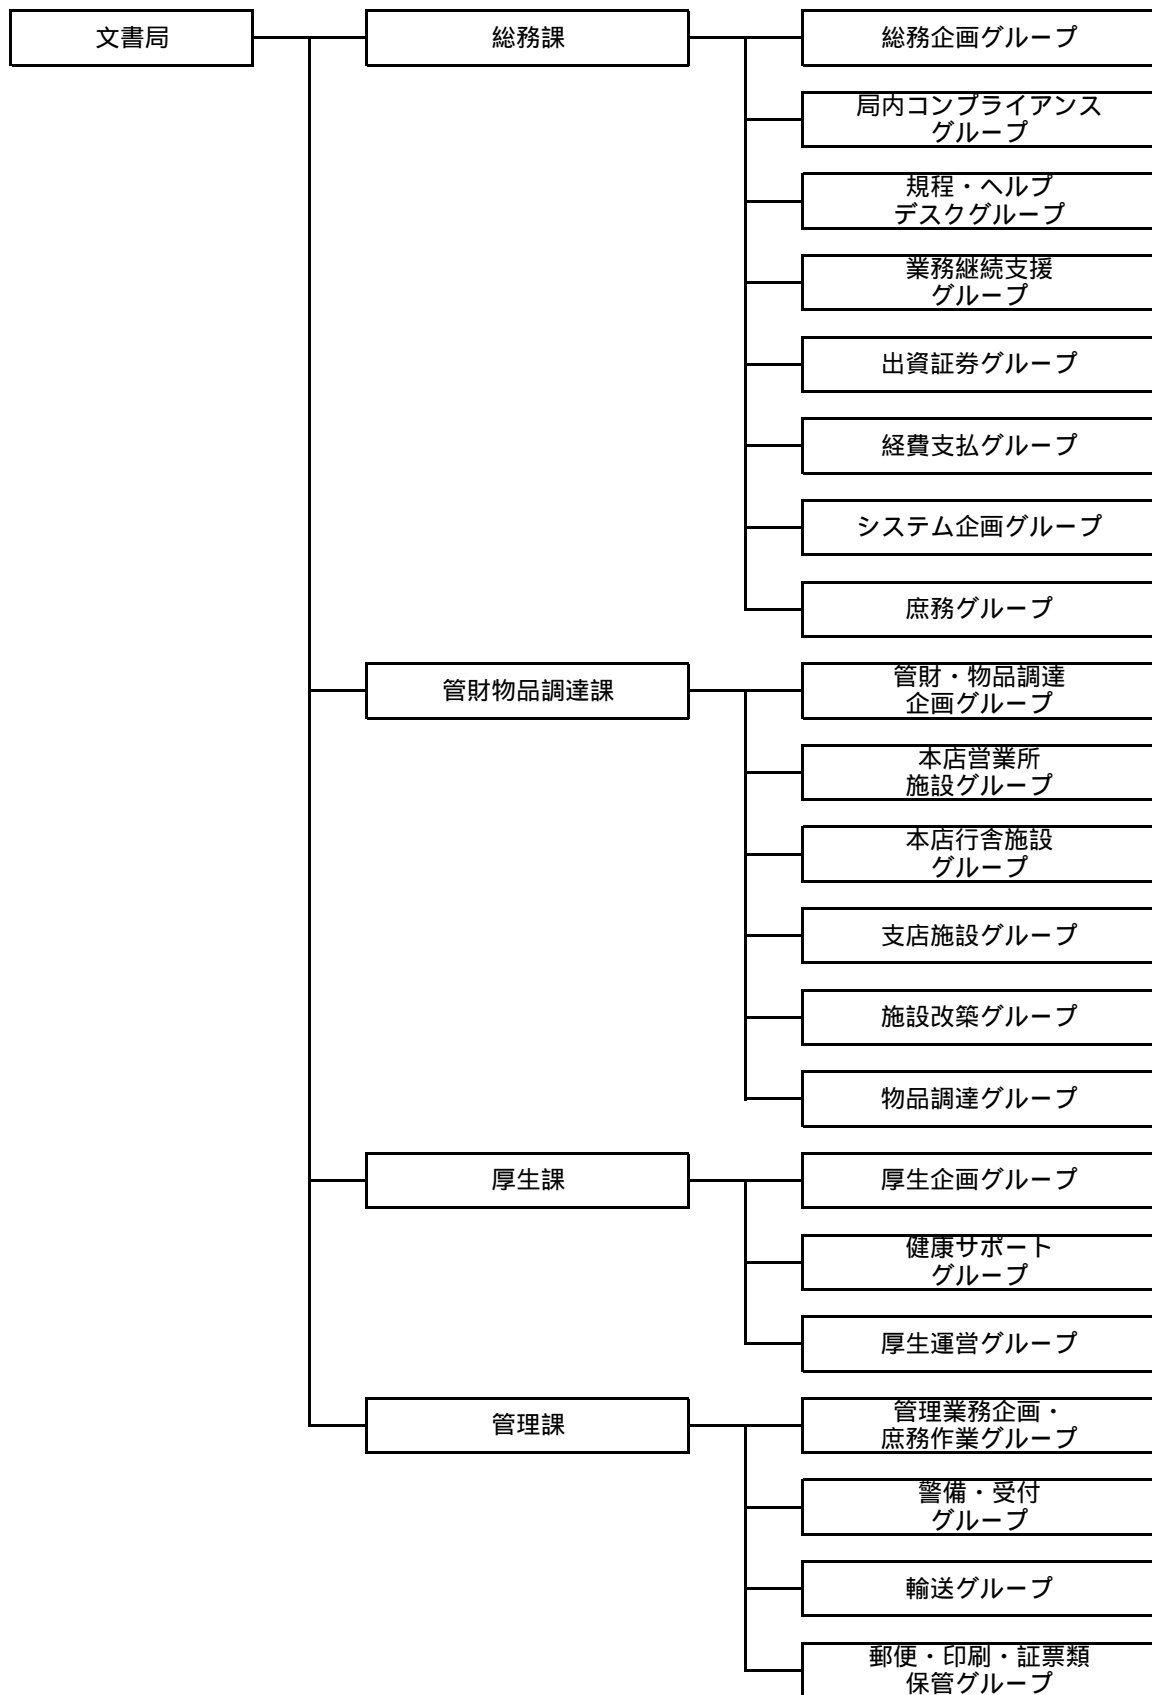 文書局
総務課
総務企画グループ
局内コンプライアンス
グループ
規程・ヘルプ
デスクグループ
業務継続支援
グループ
出資証券グループ
経費支払グループ
システム企画グループ
庶務グループ
管財物品調達課
管財・物品調達
企画グループ
本店営業所
施設グループ
本店行舎施設
グループ
支店施設グループ
施設改築グループ
物品調達グループ
厚生課
厚生企画グループ
健康サポート
グループ
厚生運営グループ
管理課
管理業務企画・
庶務作業グループ
警備・受付
グループ
輸送グループ
郵便・印刷・証票類
保管グループ